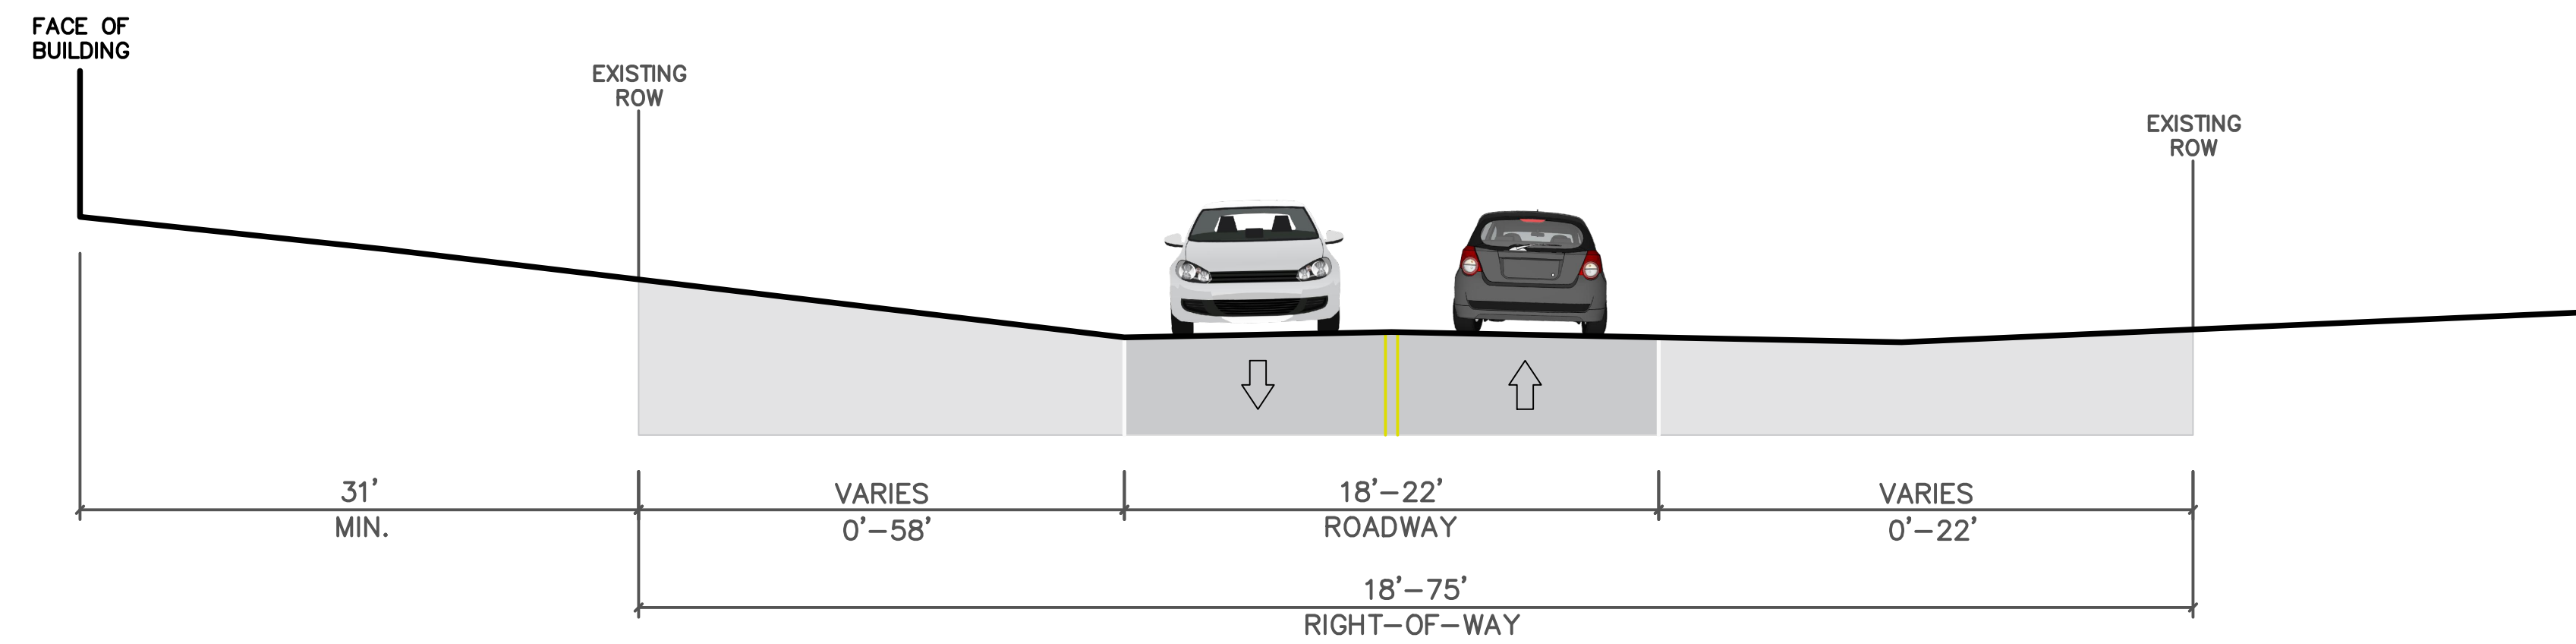 FACE OF
BUILDING
EXISTING
ROW
EXISTING
ROW
31'
MIN.
VARIES
0'-58'
18'-22'
ROADWAY
VARIES
0'-22'
18'-75'
RIGHT-OF-WAY